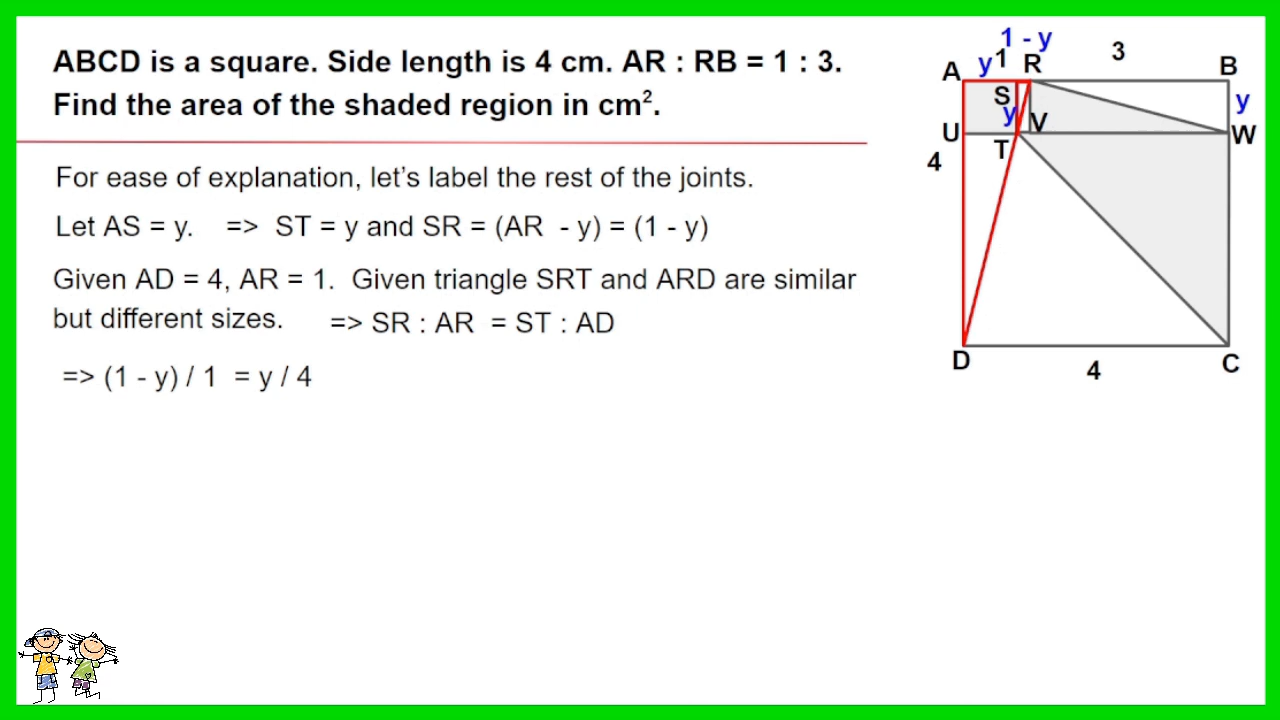 ABCD is a square. Side length is 4 cm. AR : RB = 1 : 3.
Find the area of the shaded region in cm².
For ease of explanation, let's label the rest of the joints.
Let AS = y. => ST = y and SR = (AR - y) = (1 - y)
Given AD = 4, AR = 1. Given triangle SRT and ARD are similar
but different sizes. => SR : AR = ST : AD
=> (1 - y) / 1 = y / 4
1 - y
3
A y 1 R B
S
y V y
U T W
4
D 4 C